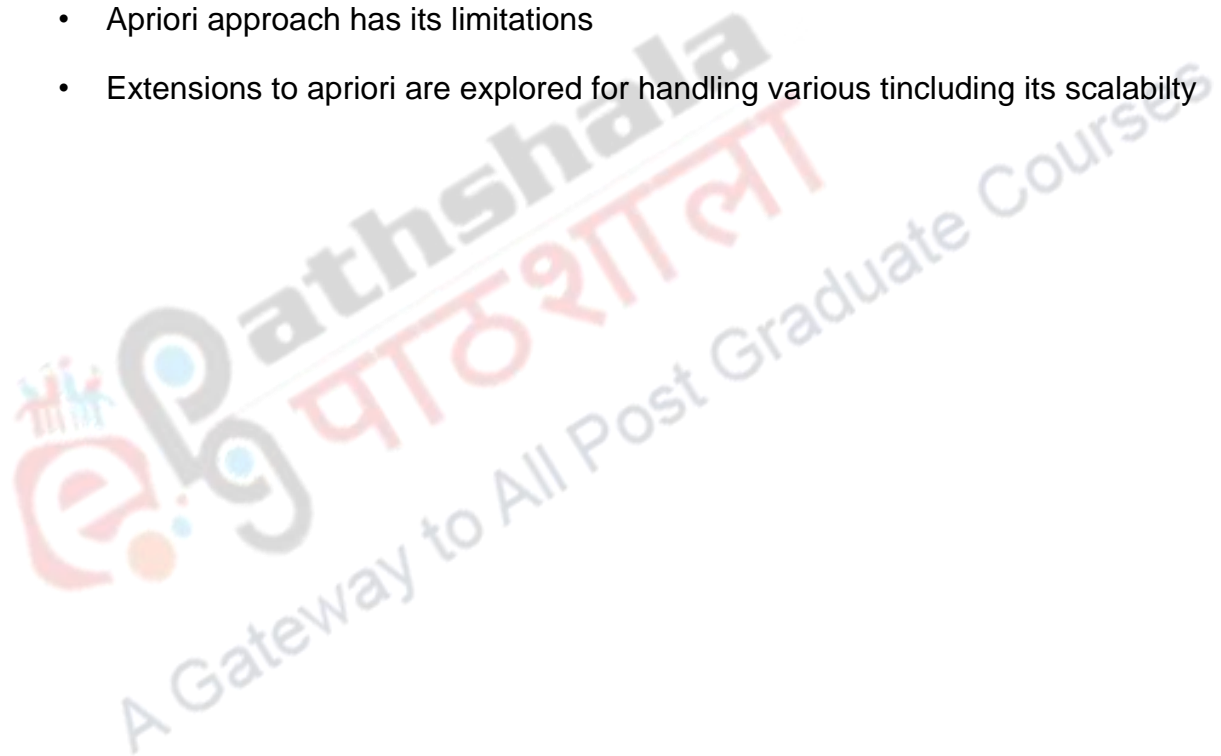 • Apriori approach has its limitations
• Extensions to apriori are explored for handling various tincluding its scalabilty
Pathshala
पाठशाला
A Gateway to All Post Graduate Courses